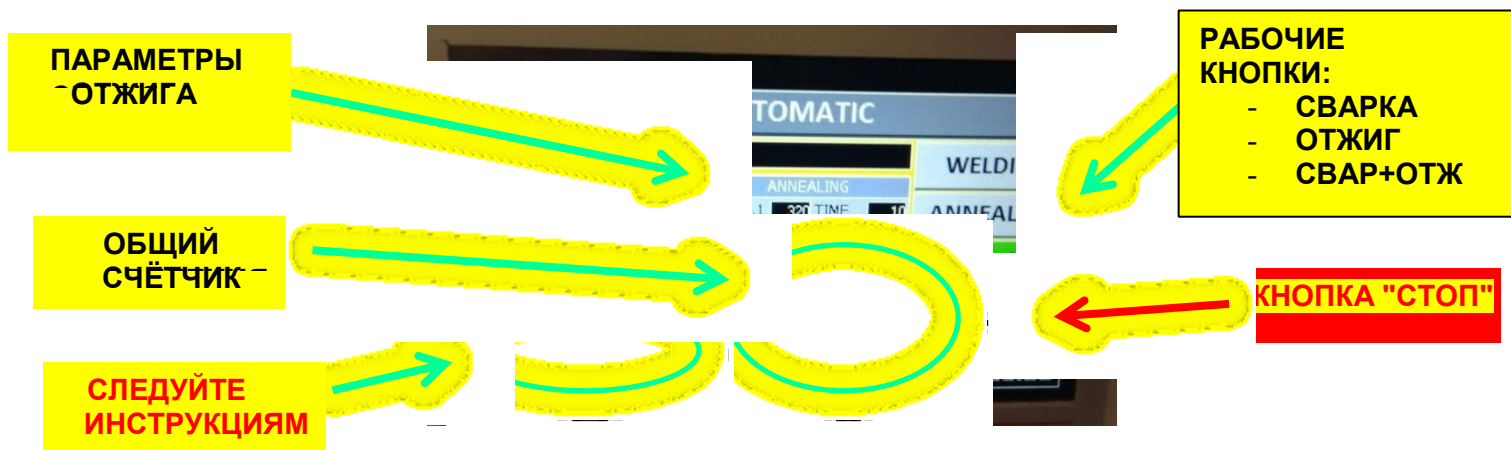 ПАРАМЕТРЫ
ОТЖИГА
РАБОЧИЕ
КНОПКИ:
- СВАРКА
- ОТЖИГ
- СВАР+ОТЖ
TOMATIC
WELDI
ANNEALING
320 TIME 10
ANNEAL
ОБЩИЙ
СЧЁТЧИК
КНОПКА "СТОП"
СЛЕДУЙТЕ
ИНСТРУКЦИЯМ